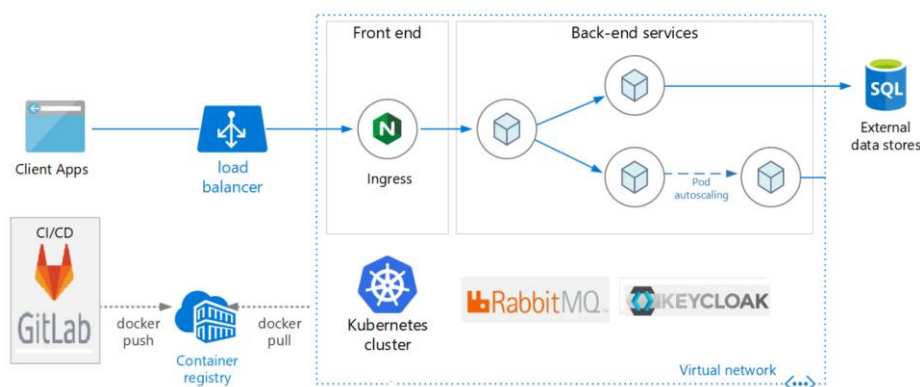 Front end
Back-end services
Client Apps
load
balancer
N
Ingress
Pod
autoscaling
SQL
External
data stores
CI/CD
GitLab
docker
push
Container
registry
docker
pull
Kubernetes
cluster
RabbitMQ
KEYCLOAK
Virtual network